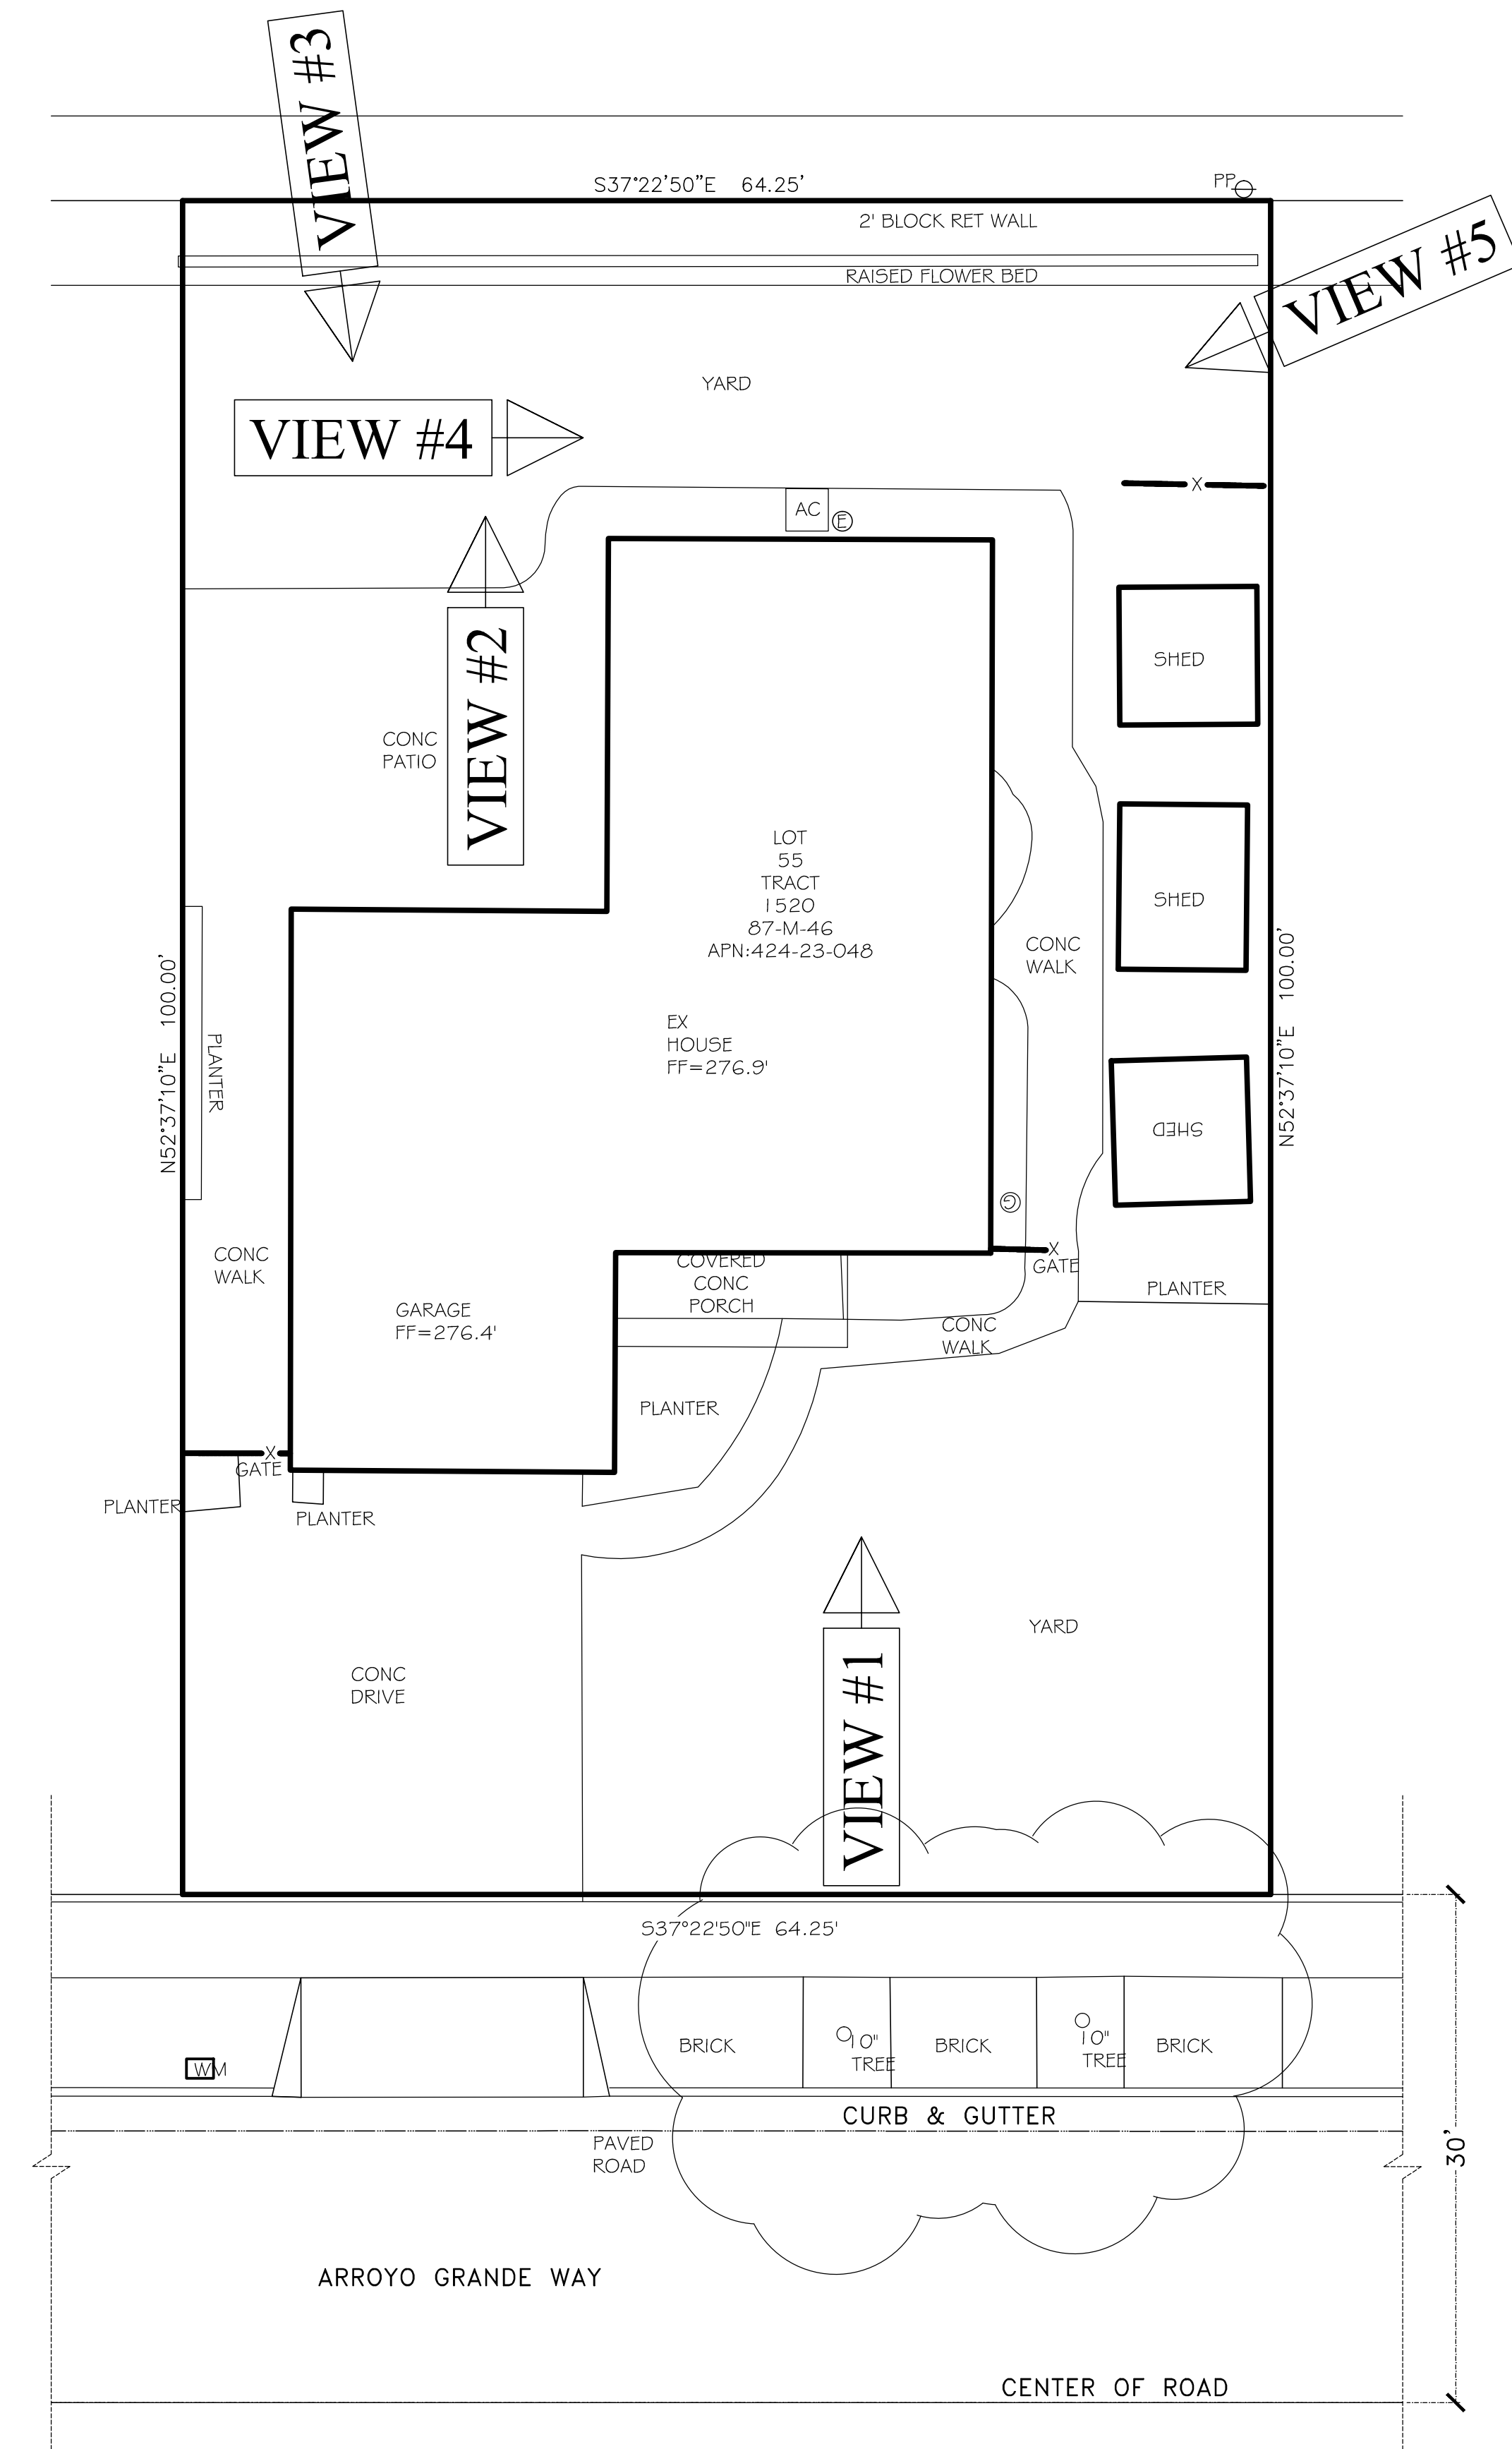 VIEW #3
S37°22'50"E 64.25'
PP
2' BLOCK RET WALL
RAISED FLOWER BED
VIEW #5
YARD
VIEW #4
X
AC
E
SHED
VIEW #2
CONC
PATIO
LOT
55
TRACT
1520
87-M-46
APN:424-23-048
SHED
CONC
WALK
N52°37'10"E 100.00'
N52°37'10"E 100.00'
PLANTER
EX
HOUSE
FF=276.9'
SHED
G
CONC
WALK
COVERED
CONC
PORCH
X
GATE
PLANTER
GARAGE
FF=276.4'
CONC
WALK
PLANTER
X
GATE
PLANTER
PLANTER
YARD
CONC
DRIVE
VIEW #1
S37°22'50"E 64.25'
BRICK
10"
TREE
BRICK
10"
TREE
BRICK
WM
CURB & GUTTER
PAVED
ROAD
30'
ARROYO GRANDE WAY
CENTER OF ROAD